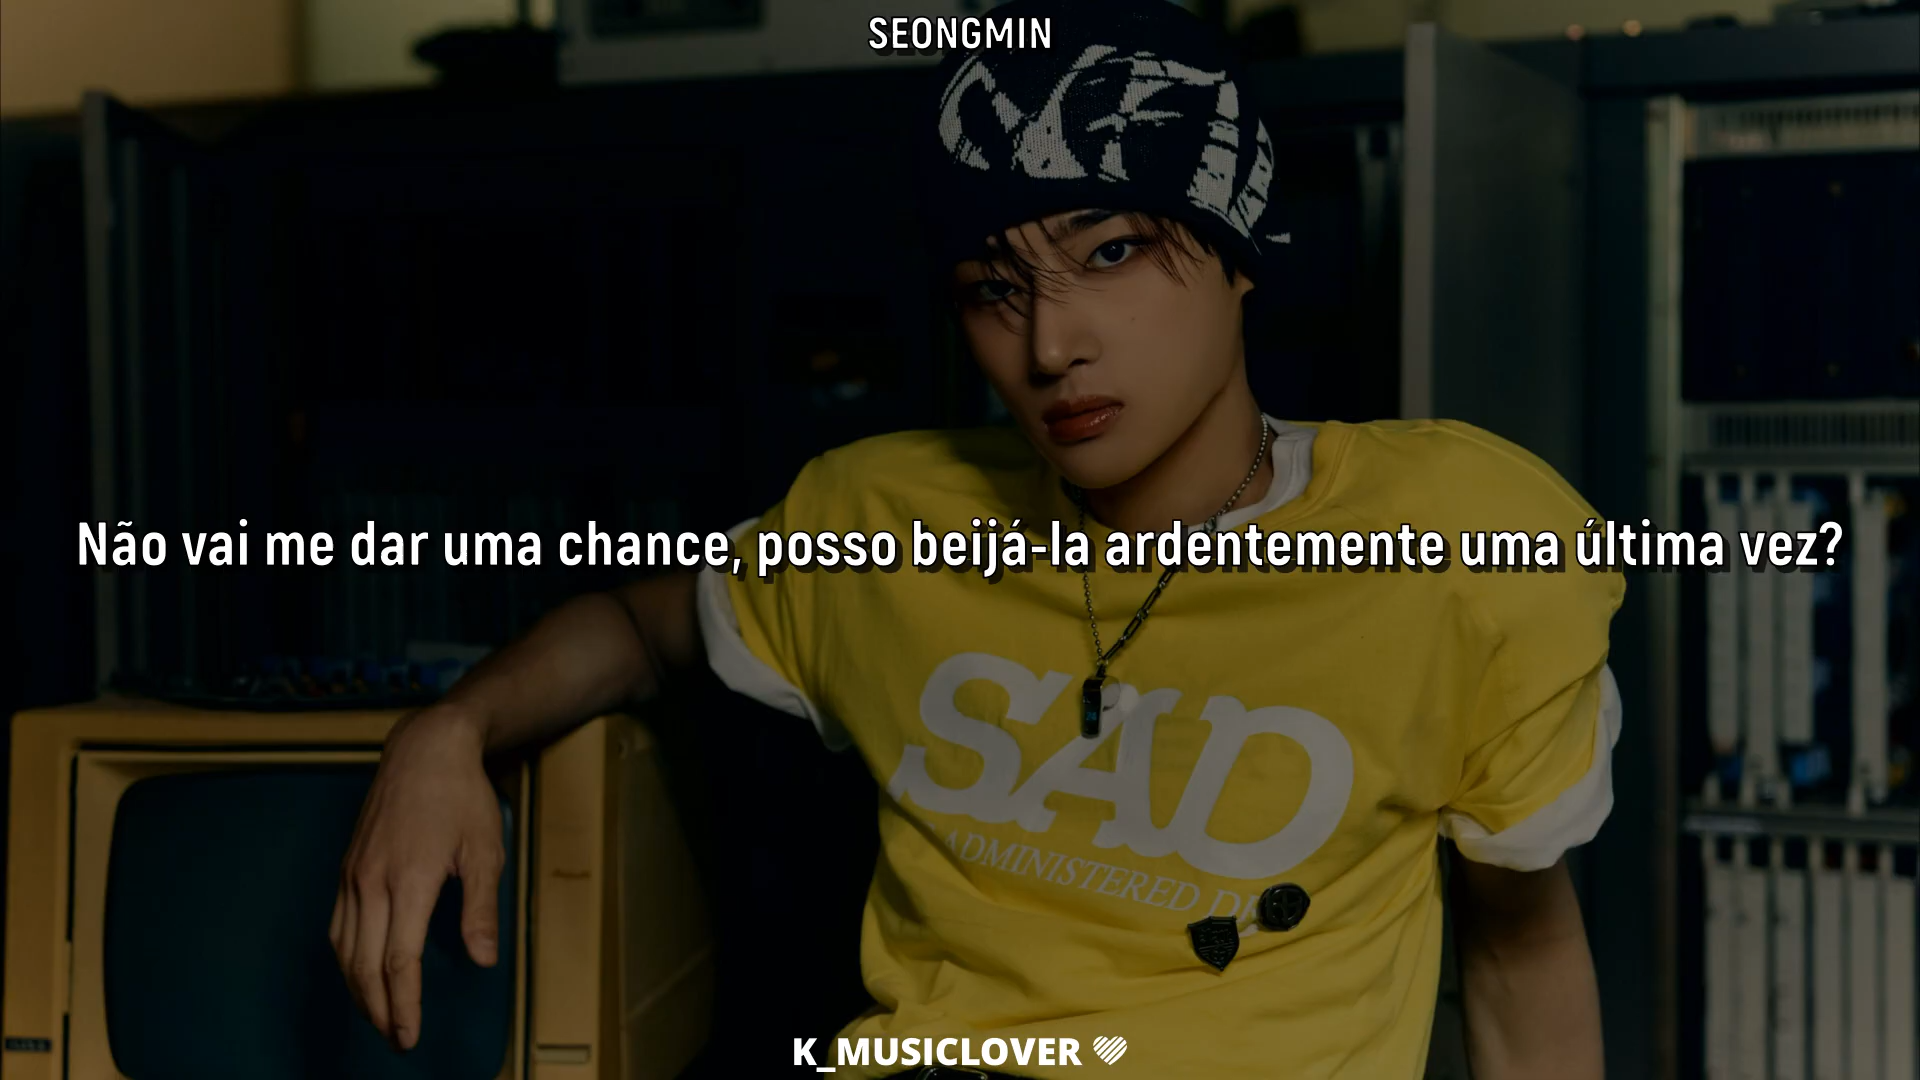 SEONGMIN
Não vai me dar uma chance, posso beijá-la ardentemente uma última vez?
SAD
ADMINISTERED
K_MUSICLOVER